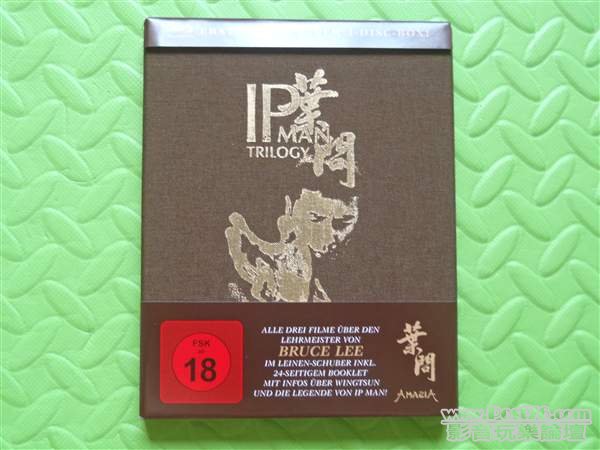 IP
MAN
TRILOGY
葉問
FSK
ab
18
ALLE DREI FILME ÜBER DEN
LEHRMEISTER VON
BRUCE LEE
IM LEINEN-SCHUBER INKL.
24-SEITIGEM BOOKLET
MIT INFOS ÜBER WINGTSUN
UND DIE LEGENDE VON IP MAN!
葉問
AMASIA
影音玩樂論壇